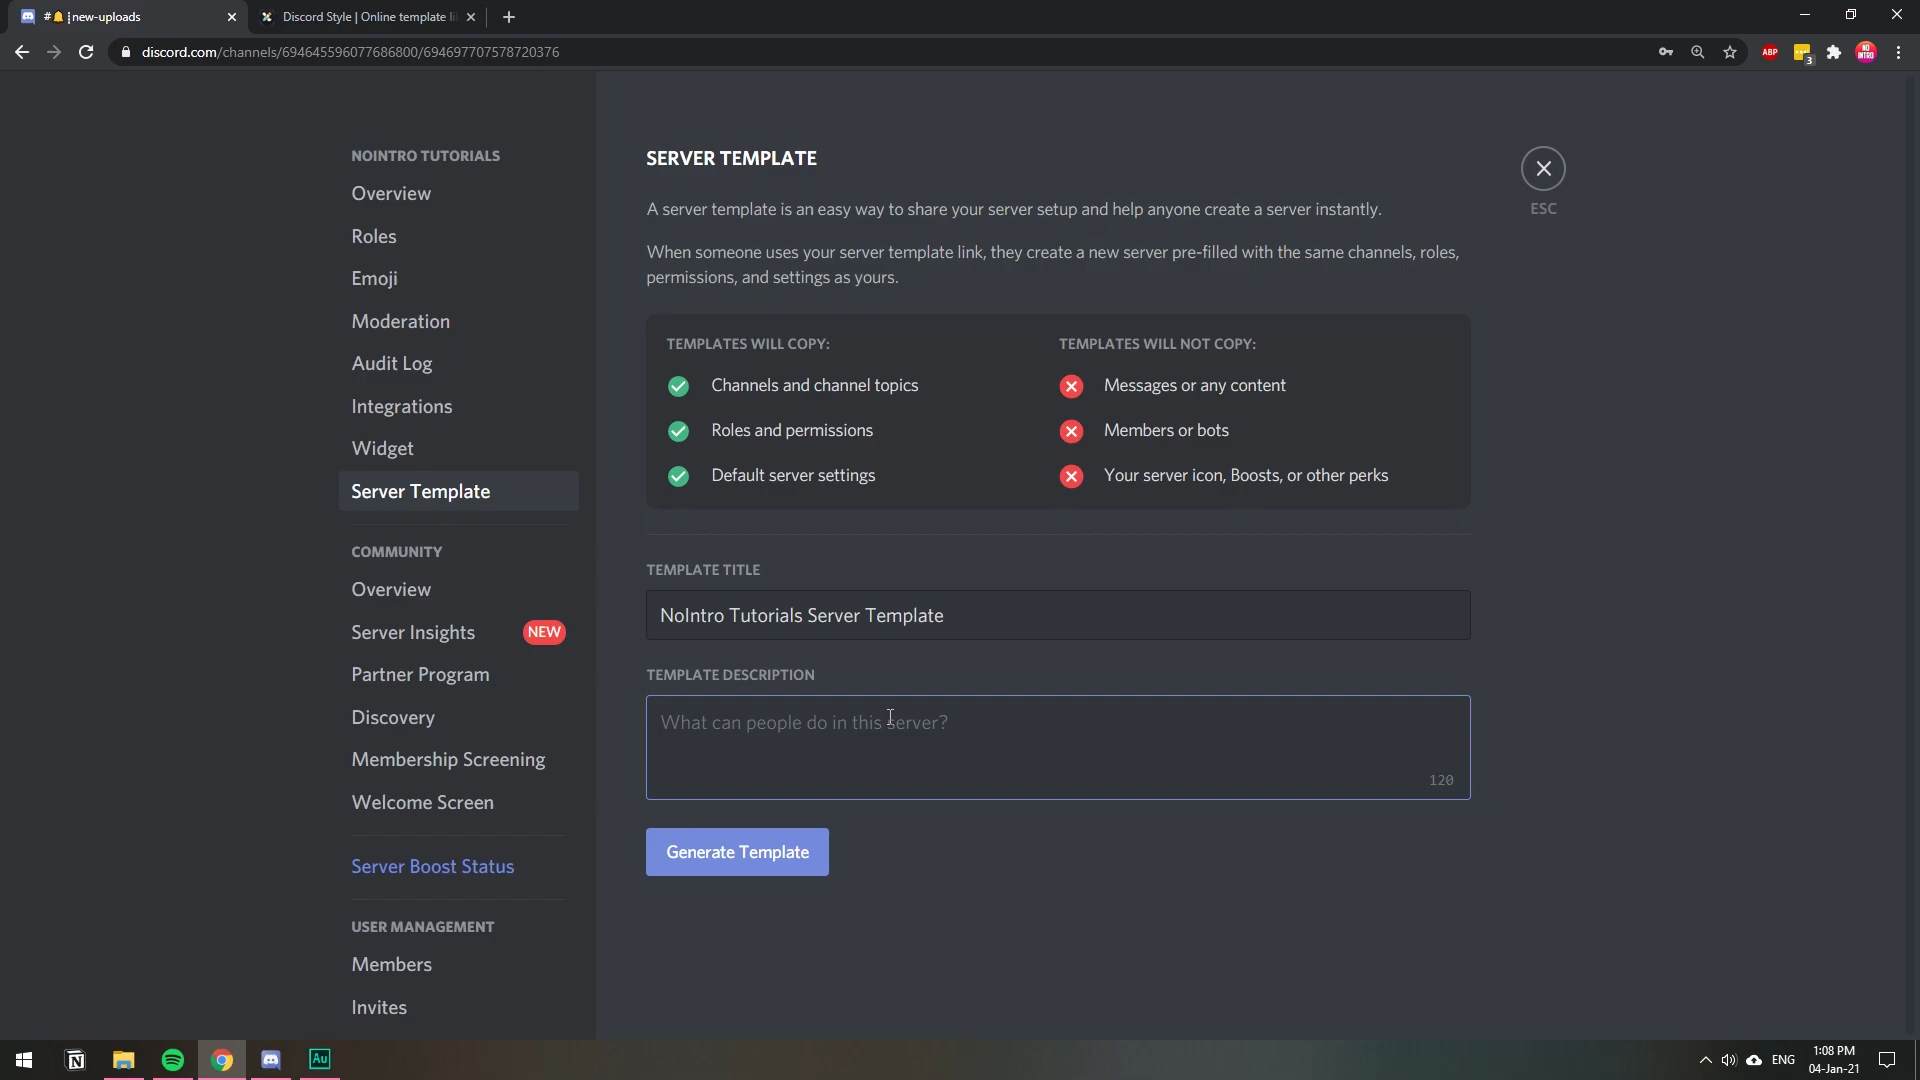 # 🔔┇new-uploads
Discord Style | Online template li
discord.com/channels/694645596077686800/694697707578720376
ABP
3
NO INTRO
NOINTRO TUTORIALS
Overview
Roles
Emoji
Moderation
Audit Log
Integrations
Widget
Server Template
COMMUNITY
Overview
Server Insights NEW
Partner Program
Discovery
Membership Screening
Welcome Screen
Server Boost Status
USER MANAGEMENT
Members
Invites
SERVER TEMPLATE
ESC
A server template is an easy way to share your server setup and help anyone create a server instantly.
When someone uses your server template link, they create a new server pre-filled with the same channels, roles,
permissions, and settings as yours.
TEMPLATES WILL COPY:
Channels and channel topics
Roles and permissions
Default server settings
TEMPLATES WILL NOT COPY:
Messages or any content
Members or bots
Your server icon, Boosts, or other perks
TEMPLATE TITLE
NoIntro Tutorials Server Template
TEMPLATE DESCRIPTION
What can people do in this server?
120
Generate Template
N
Au
ENG
1:08 PM
04-Jan-21